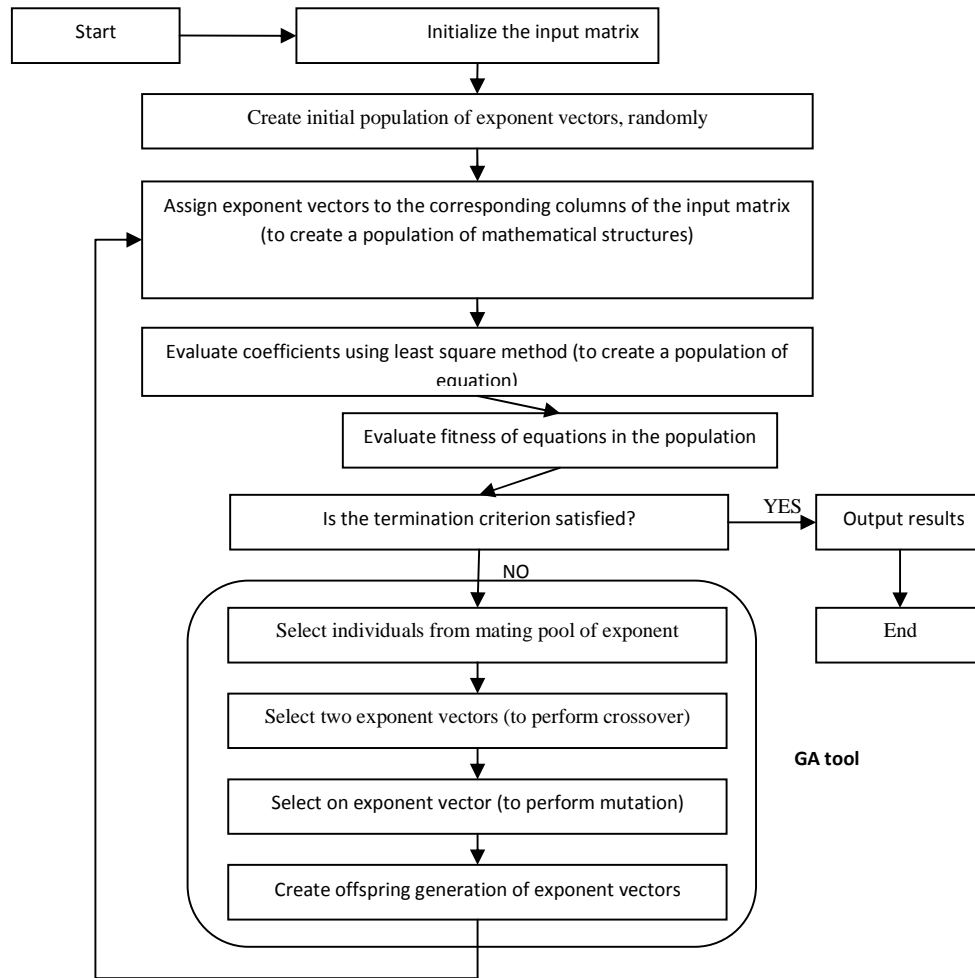 Start
Initialize the input matrix
Create initial population of exponent vectors, randomly
Assign exponent vectors to the corresponding columns of the input matrix
(to create a population of mathematical structures)
Evaluate coefficients using least square method (to create a population of
equation)
Evaluate fitness of equations in the population
Is the termination criterion satisfied?
YES
Output results
NO
End
Select individuals from mating pool of exponent
Select two exponent vectors (to perform crossover)
GA tool
Select on exponent vector (to perform mutation)
Create offspring generation of exponent vectors